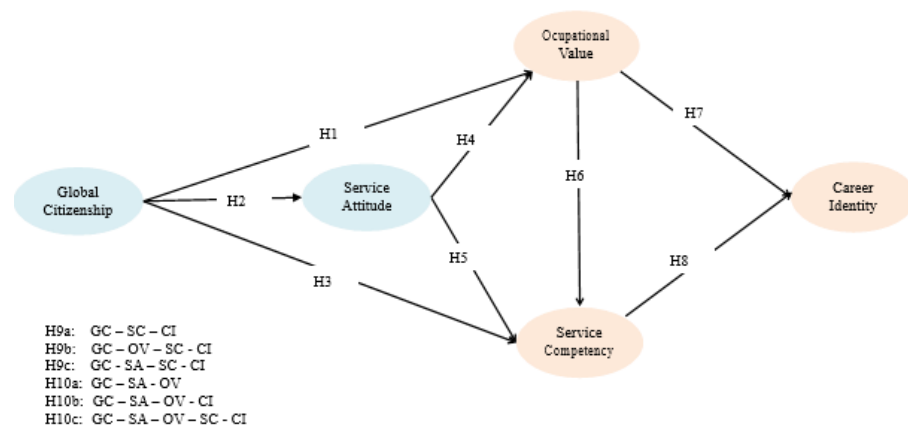 Ocupational
Value
H1
H4
H7
Global
Citizenship
H2
Service
Attitude
H6
Career
Identity
H3
H5
H8
Service
Competency
H9a: GC – SC – CI
H9b: GC – OV – SC - CI
H9c: GC - SA – SC - CI
H10a: GC – SA - OV
H10b: GC – SA – OV - CI
H10c: GC – SA – OV – SC - CI